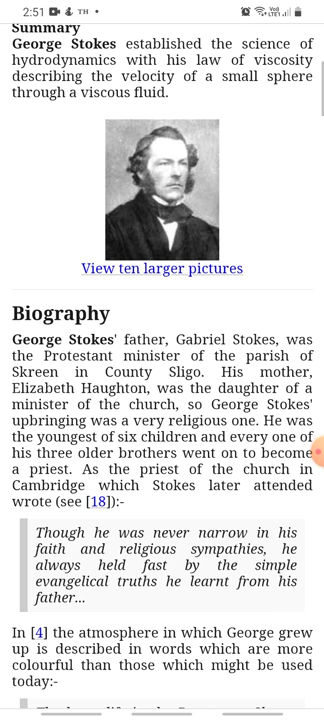 2:51 TH •
Vo)) LTE1
Summary
George Stokes established the science of
hydrodynamics with his law of viscosity
describing the velocity of a small sphere
through a viscous fluid.
View ten larger pictures
Biography
George Stokes' father, Gabriel Stokes, was
the Protestant minister of the parish of
Skreen in County Sligo. His mother,
Elizabeth Haughton, was the daughter of a
minister of the church, so George Stokes'
upbringing was a very religious one. He was
the youngest of six children and every one of
his three older brothers went on to become
a priest. As the priest of the church in
Cambridge which Stokes later attended
wrote (see [18]):-
Though he was never narrow in his
faith and religious sympathies, he
always held fast by the simple
evangelical truths he learnt from his
father...
In [4] the atmosphere in which George grew
up is described in words which are more
colourful than those which might be used
today:-